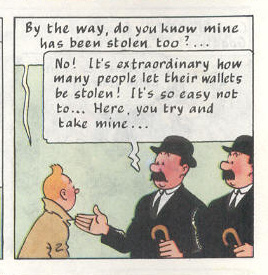 By the way, do you know mine
has been stolen too?...
No! It's extraordinary how
many people let their wallets
be stolen! It's so easy not
to... Here, you try and
take mine...